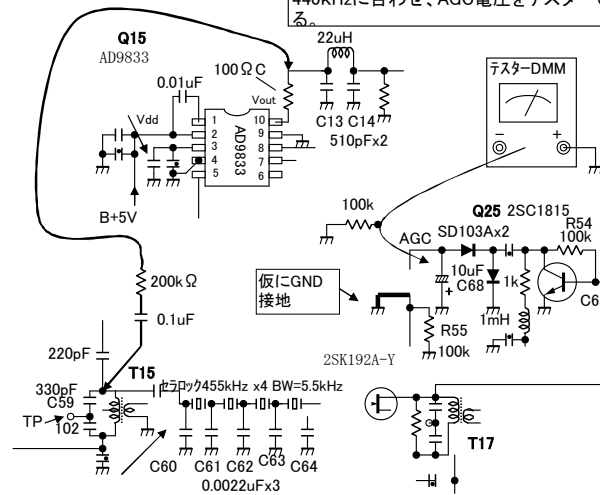 440KHzに合わせ、AGC電圧をテスター
る。
Q15
AD9833
22uH
0.01uF
100ΩC
Vout
C13 C14
510pFx2
テスターDMM
- +
Vdd
1 10
2 9
3 8
4 7
5 6
AD9833
B+5V
100k
AGC
Q25 2SC1815
SD103Ax2
R54
100k
10uF
C68
+
1k
C6
1mH
仮にGND
接地
R55
100k
200kΩ
0.1uF
220pF
T15
2SK192A-Y
330pF
C59
TP
102
セラロック455kHz x4 BW=5.5kHz
T17
C60 C61 C62 C63 C64
0.0022uFx3